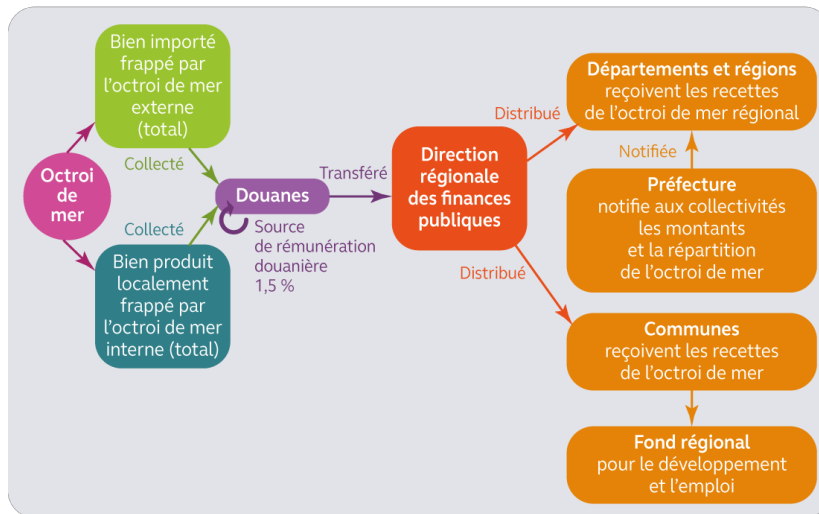 Bien importé
frappé par
l'octroi de mer
externe
(total)
Collecté
Octroi
de
mer
Collecté
Bien produit
localement
frappé par
l'octroi de mer
interne (total)
Douanes
Source
de rémunération
douanière
1,5 %
Transféré
Direction
régionale
des finances
publiques
Distribué
Distribué
Départements et régions
reçoivent les recettes
de l'octroi de mer régional
Notifiée
Préfecture
notifie aux collectivités
les montants
et la répartition
de l'octroi de mer
Communes
reçoivent les recettes
de l'octroi de mer
Fond régional
pour le développement
et l'emploi